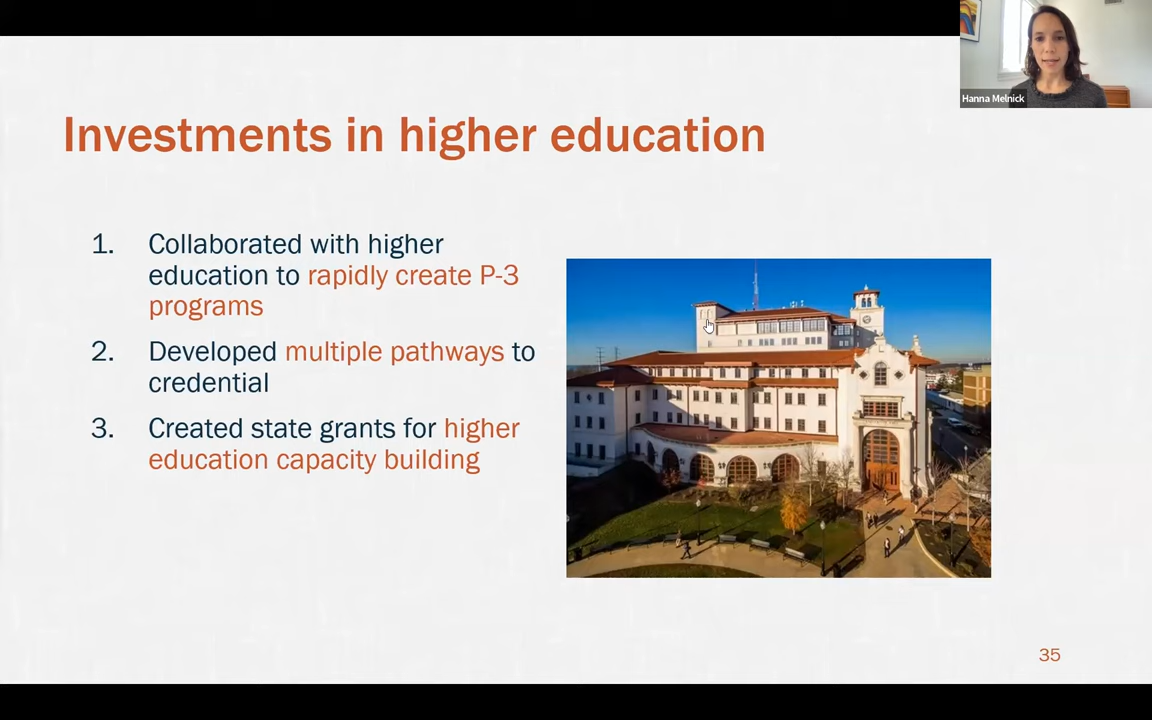 Hanna Melnick
Investments in higher education
1. Collaborated with higher
education to rapidly create P-3
programs
2. Developed multiple pathways to
credential
3. Created state grants for higher
education capacity building
35